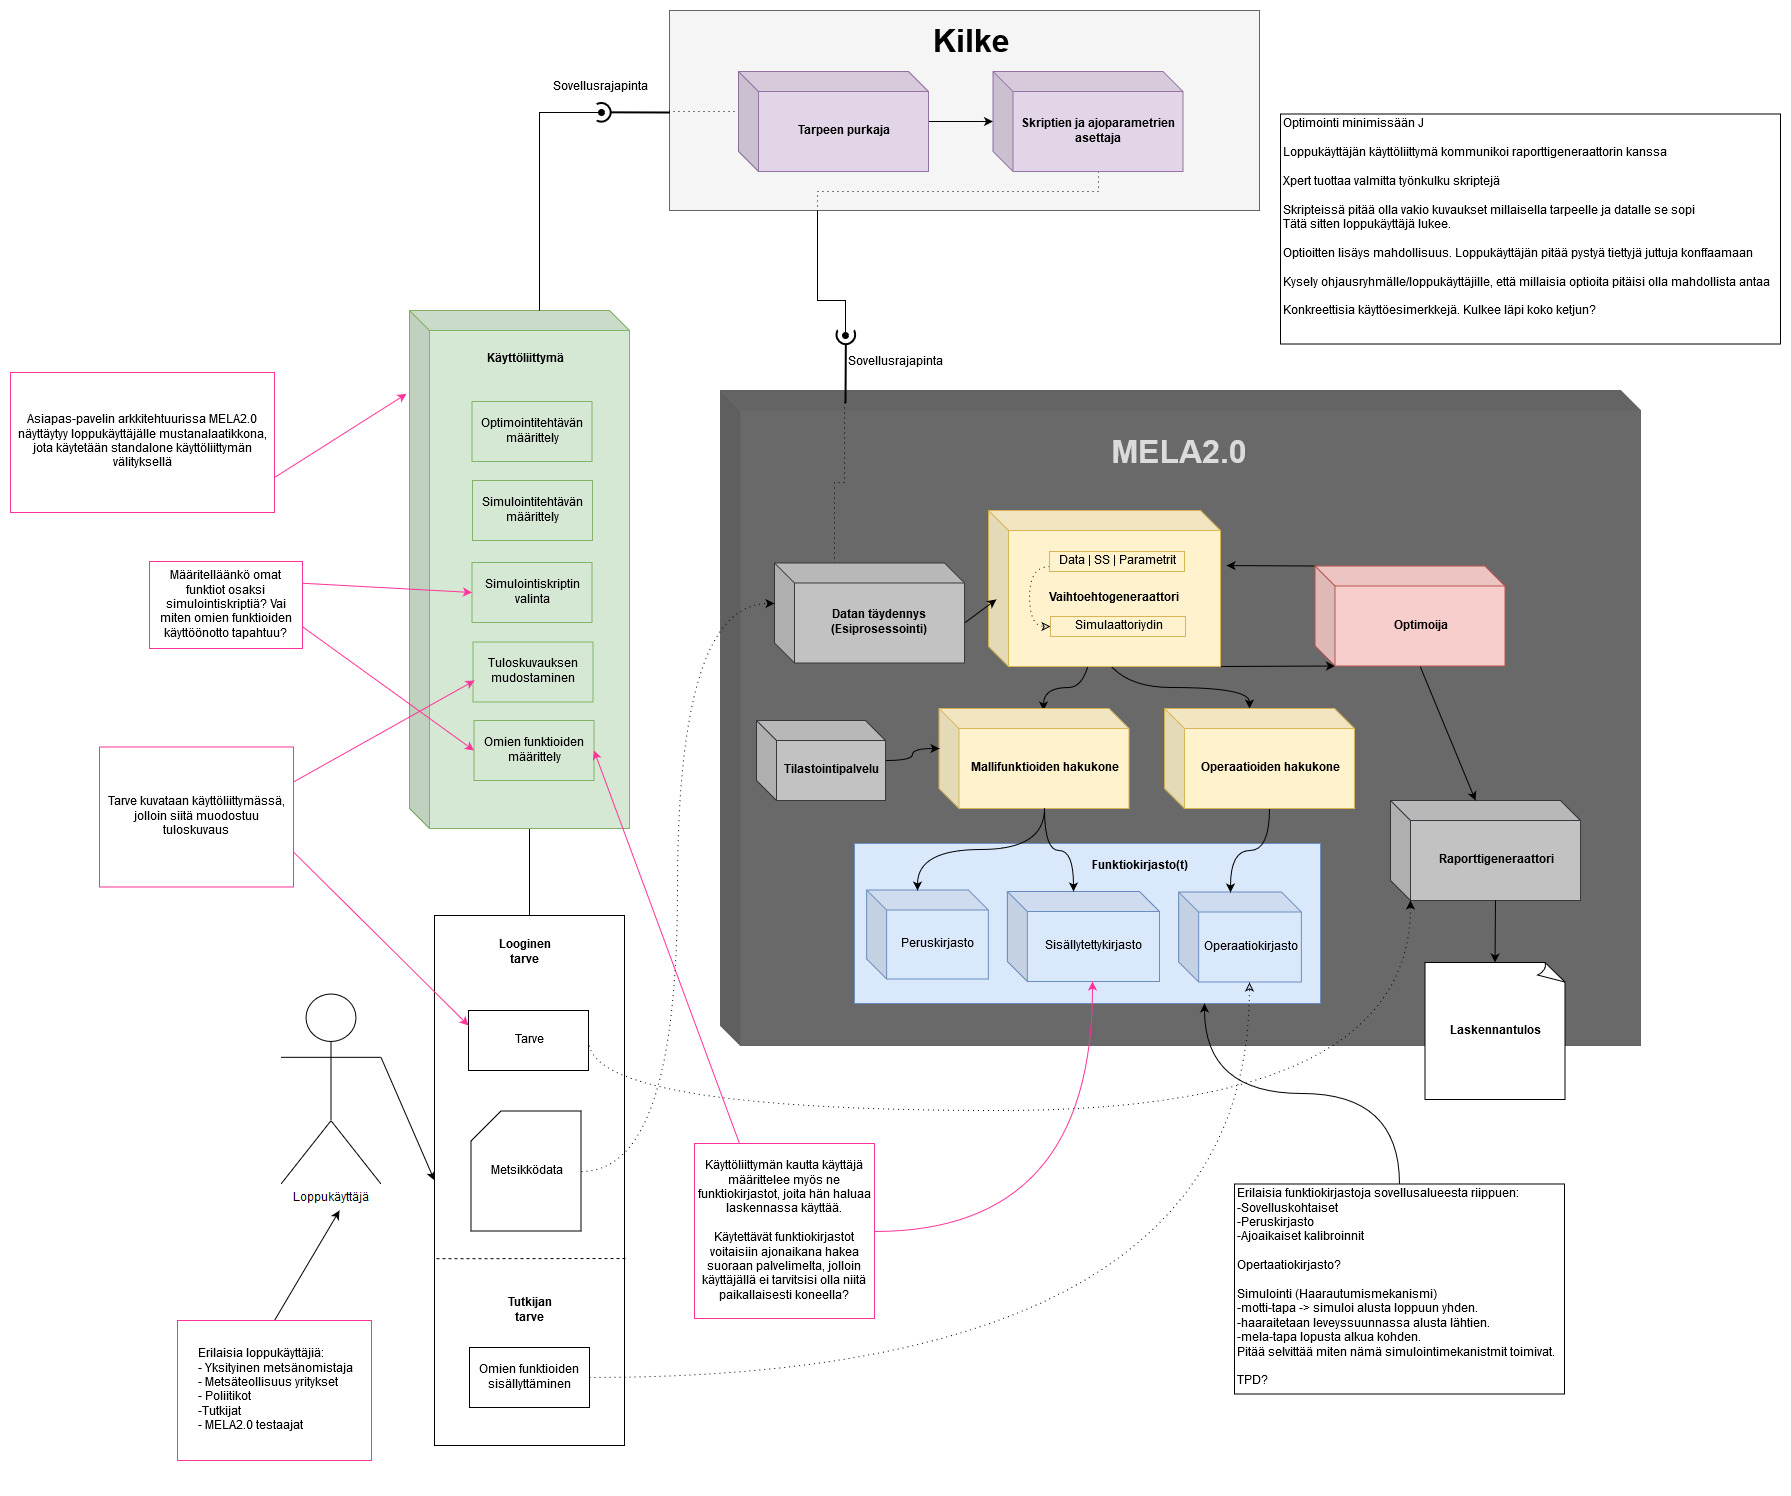 Kilke
Sovellusrajapinta
Tarpeen purkaja
Skriptien ja ajoparametrien
asettaja
Optimointi minimissään J
Loppukäyttäjän käyttöliittymä kommunikoi raporttigeneraattorin kanssa
Xpert tuottaa valmitta työnkulku skriptejä
Skripteissä pitää olla vakio kuvaukset millaisella tarpeelle ja datalle se sopi
Tätä sitten loppukäyttäjä lukee.
Optioitten lisäys mahdollisuus. Loppukäyttäjän pitää pystyä tiettyjä juttuja konffaamaan
Kysely ohjausryhmälle/loppukäyttäjille, että millaisia optioita pitäisi olla mahdollista antaa
Konkreettisia käyttöesimerkkejä. Kulkee läpi koko ketjun?
Sovellusrajapinta
Käyttöliittymä
Optimointitehtävän
määrittely
Simulointitehtävän
määrittely
Simulointiskriptin
valinta
Tuloskuvauksen
mudostaminen
Omien funktioiden
määrittely
Asiapas-pavelin arkkitehtuurissa MELA2.0
näyttäytyy loppukäyttäjälle mustanalaatikkona,
jota käytetään standalone käyttöliittymän
välityksellä
Määritelläänkö omat
funktiot osaksi
simulointiskriptiä? Vai
miten omien funktioiden
käyttöönotto tapahtuu?
Tarve kuvataan käyttöliittymässä,
jolloin siitä muodostuu
tuloskuvaus
MELA2.0
Data | SS | Parametrit
Vaihtoehtogeneraattori
Simulaattoriydin
Datan täydennys
(Esiprosessointi)
Optimoija
Tilastointipalvelu
Mallifunktioiden hakukone
Operaatioiden hakukone
Raporttigeneraattori
Funktiokirjasto(t)
Peruskirjasto
Sisällytettykirjasto
Operaatiokirjasto
Laskennantulos
Looginen
tarve
Tarve
Metsikködata
Tutkijan
tarve
Omien funktioiden
sisällyttäminen
Loppukäyttäjä
Erilaisia loppukäyttäjiä:
- Yksityinen metsänomistaja
- Metsäteollisuus yritykset
- Poliitikot
-Tutkijat
- MELA2.0 testaajat
Käyttöliittymän kautta käyttäjä
määrittelee myös ne
funktiokirjastot, joita hän haluaa
laskennassa käyttää.
Käytettävät funktiokirjastot
voitaisiin ajonaikana hakea
suoraan palvelimelta, jolloin
käyttäjällä ei tarvitsisi olla niitä
paikallaisesti koneella?
Erilaisia funktiokirjastoja sovellusalueesta riippuen:
-Sovelluskohtaiset
-Peruskirjasto
-Ajoaikaiset kalibroinnit
Opertaatiokirjasto?
Simulointi (Haarautumismekanismi)
-motti-tapa -> simuloi alusta loppuun yhden.
-haaraitetaan leveyssuunnassa alusta lähtien.
-mela-tapa lopusta alkua kohden.
Pitää selvittää miten nämä simulointimekanistmit toimivat.
TPD?